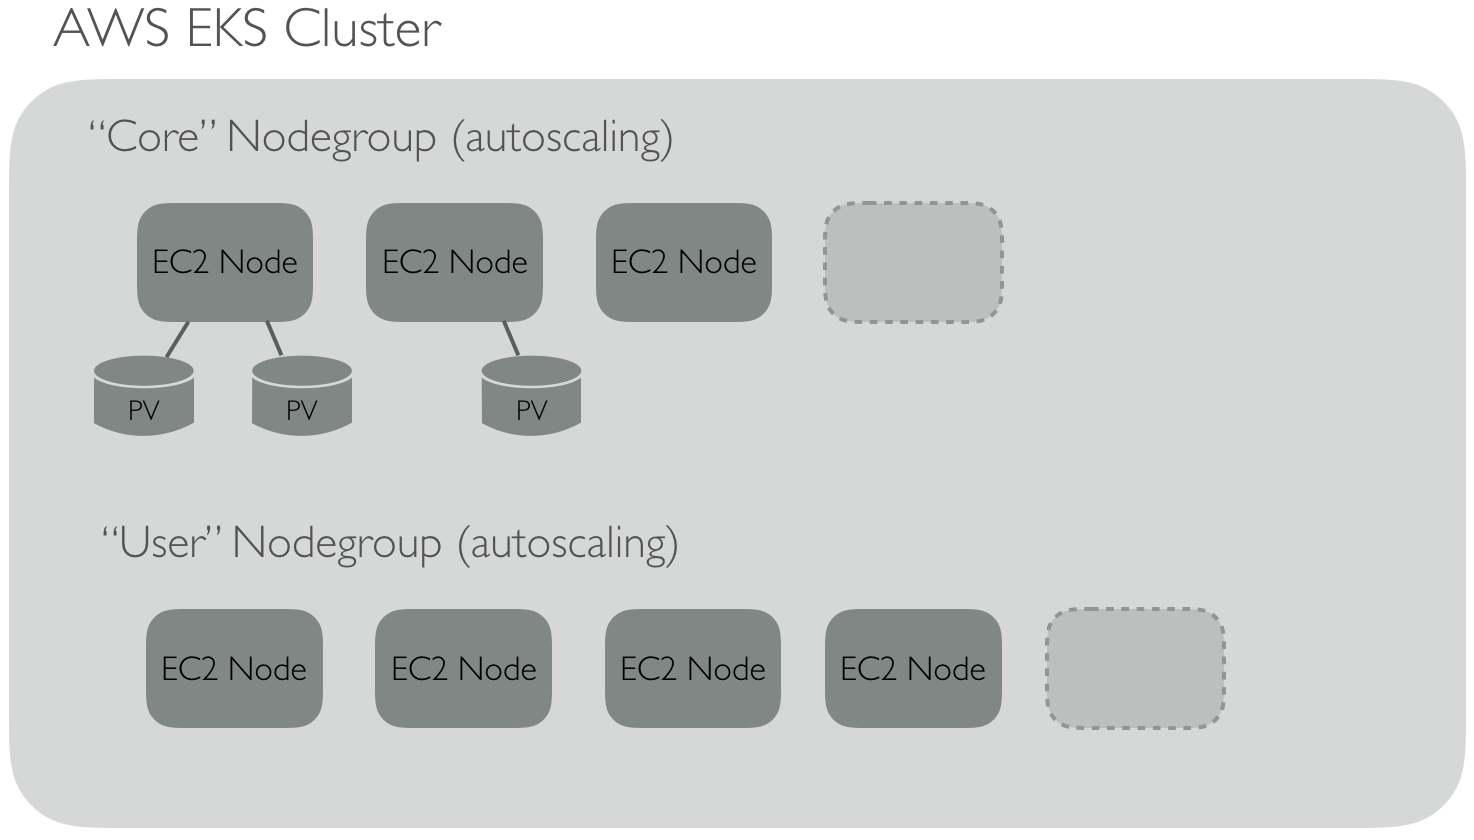 AWS EKS Cluster
“Core” Nodegroup (autoscaling)
EC2 Node EC2 Node EC2 Node
PV PV PV
“User” Nodegroup (autoscaling)
EC2 Node EC2 Node EC2 Node EC2 Node